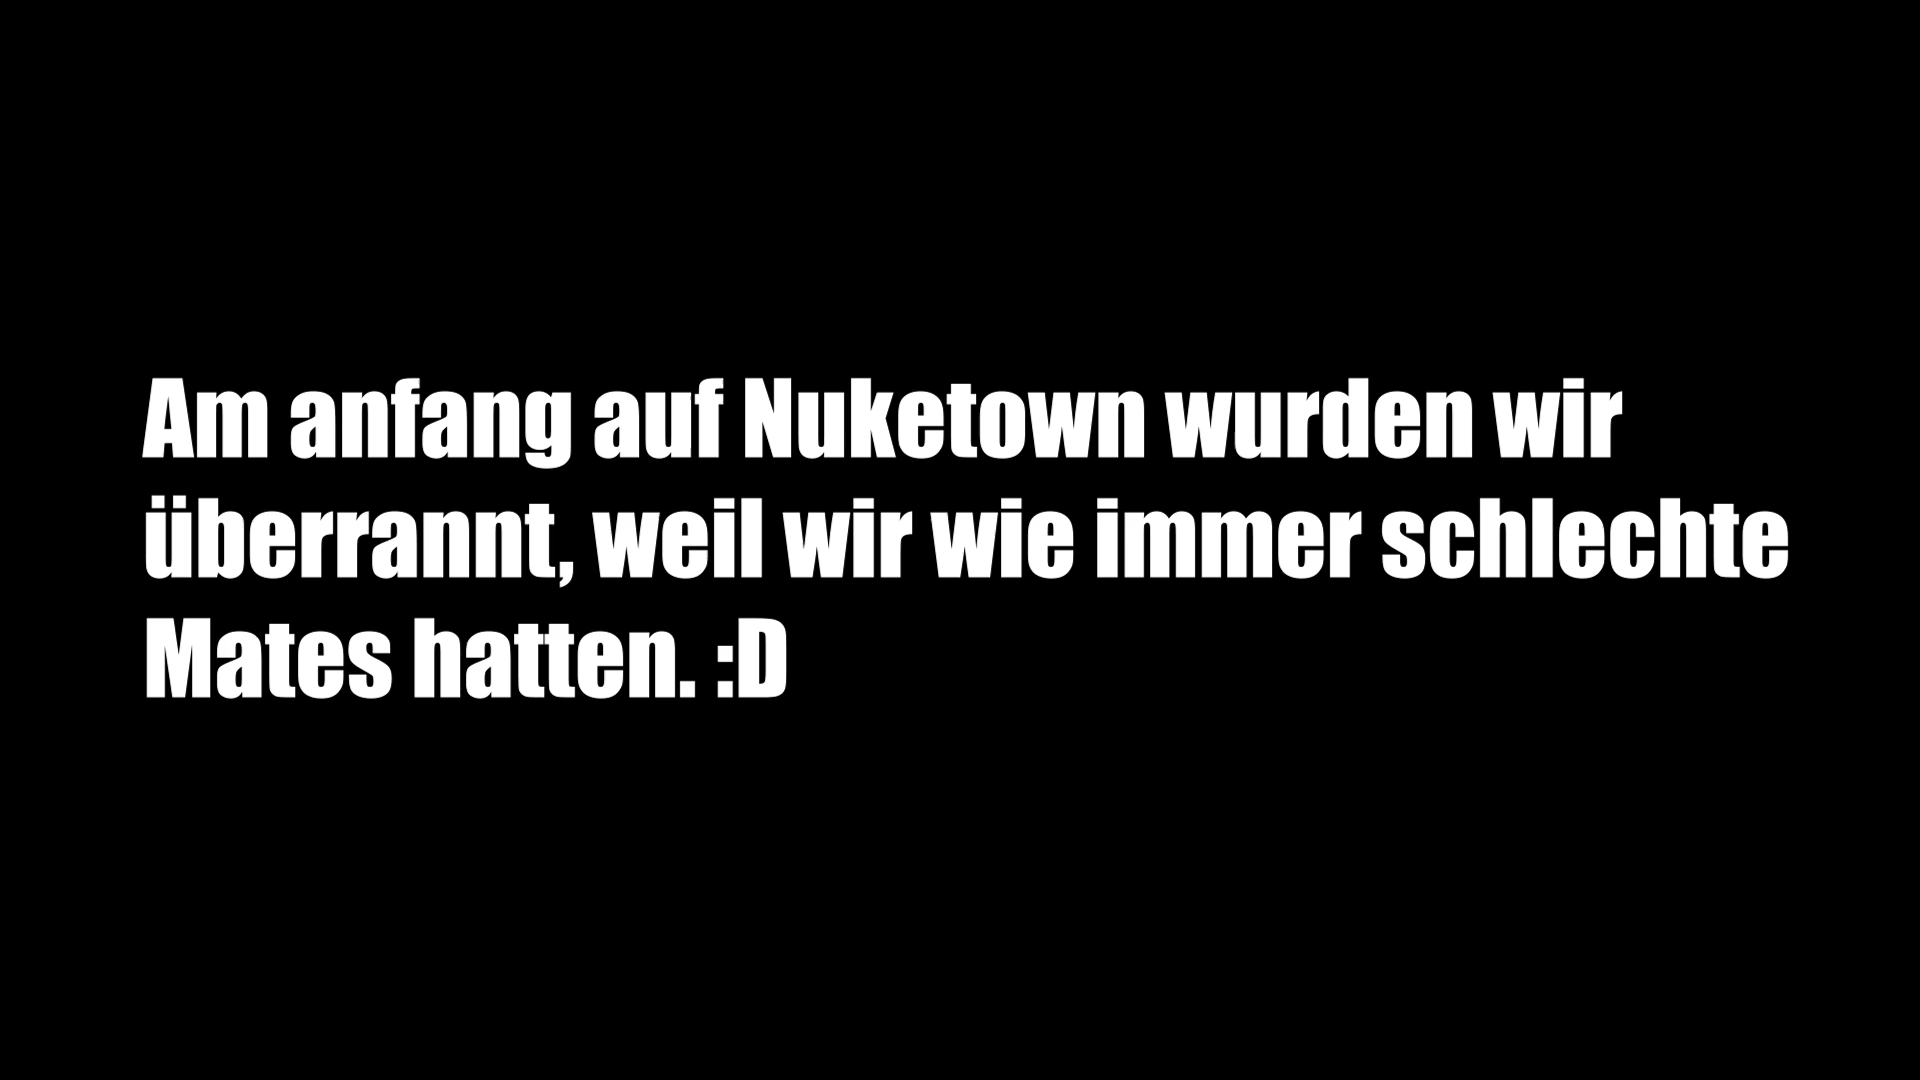 Am anfang auf Nuketown wurden wir
überrannt, weil wir wie immer schlechte
Mates hatten. :D